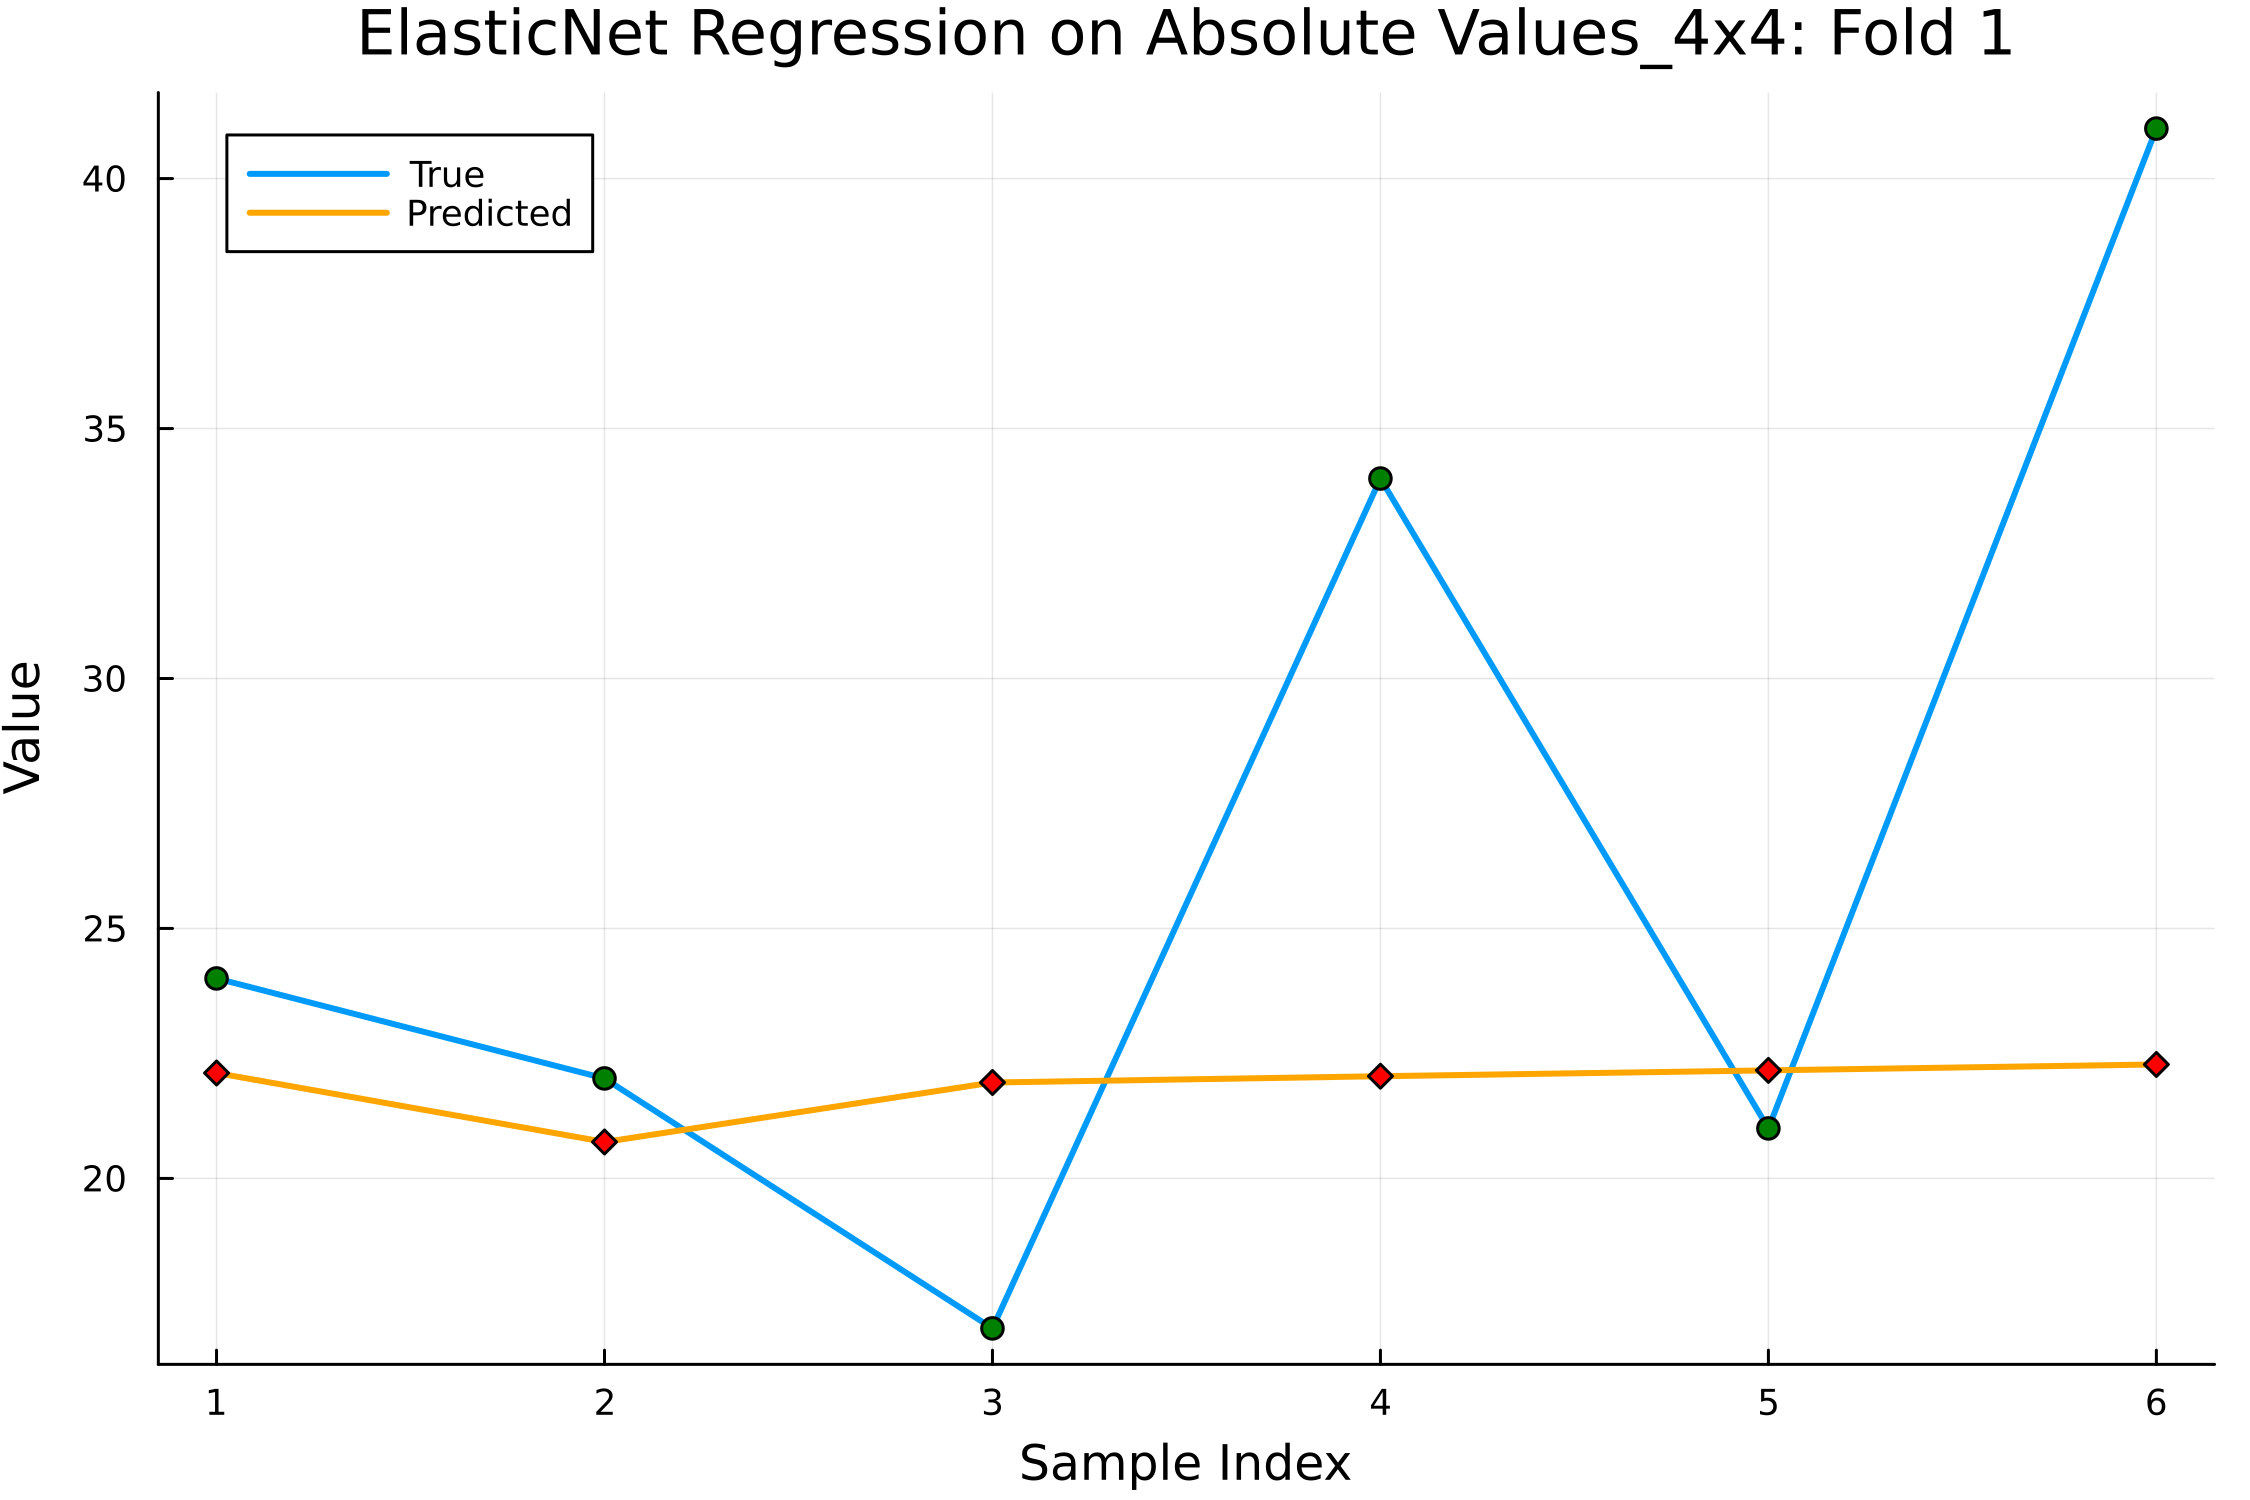 ElasticNet Regression on Absolute Values_4x4: Fold 1
True
Predicted
40
35
30
25
20
Value
1 2 3 4 5 6
Sample Index